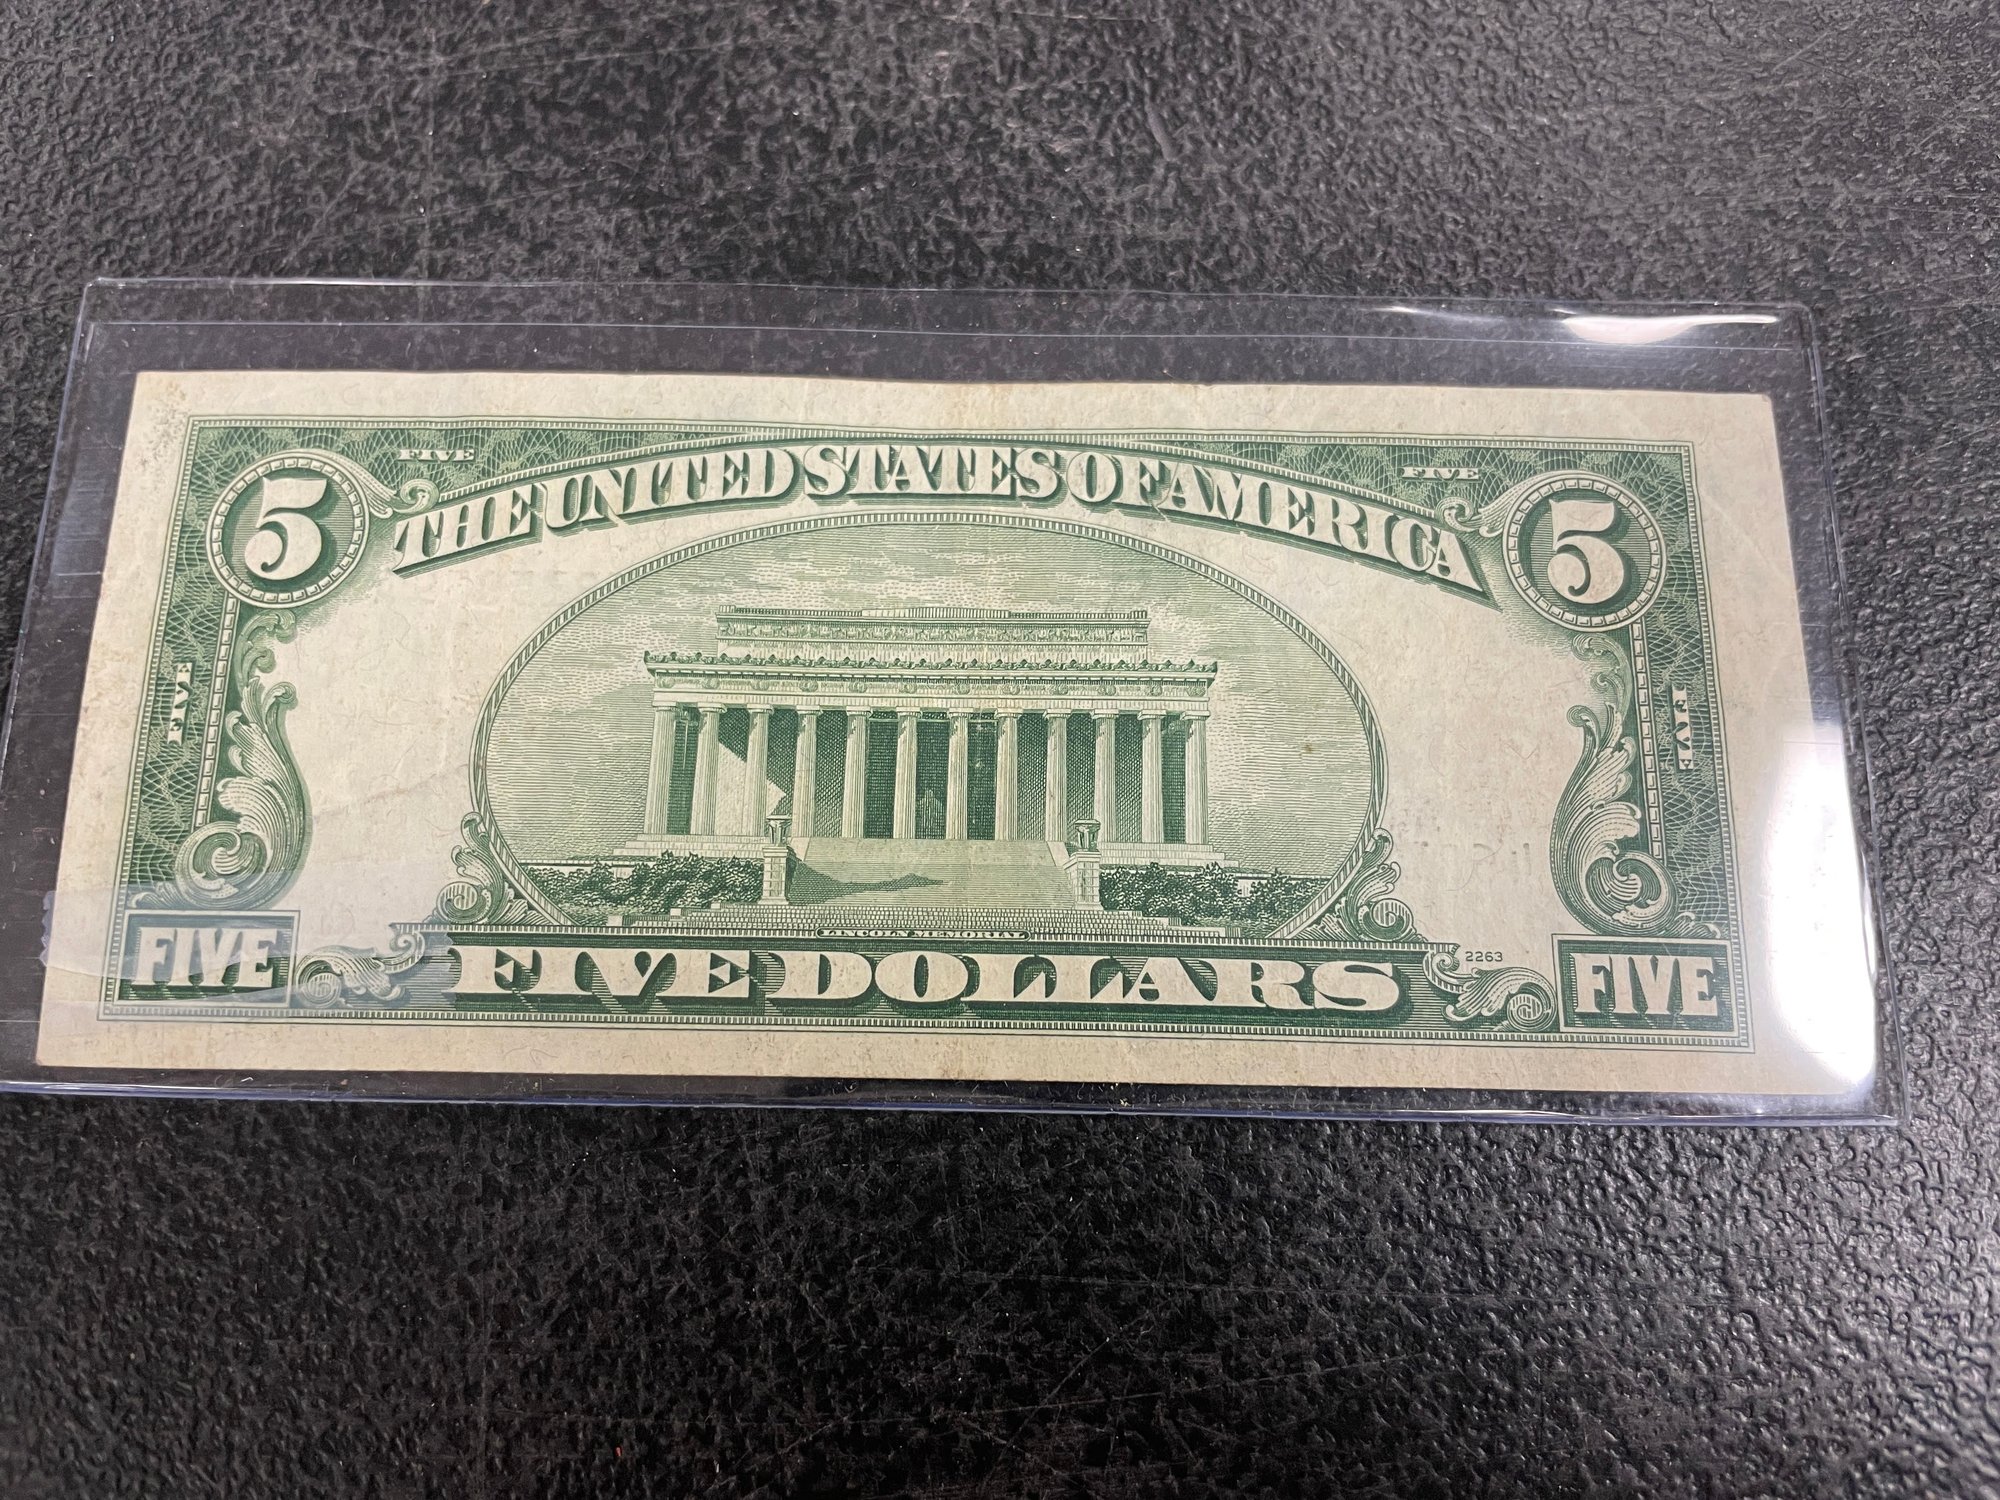 FIVE FIVE
5 THE UNITED STATES OF AMERICA 5
FIVE FIVE
LINCOLN MEMORIAL
FIVE FIVE DOLLARS 2263 FIVE